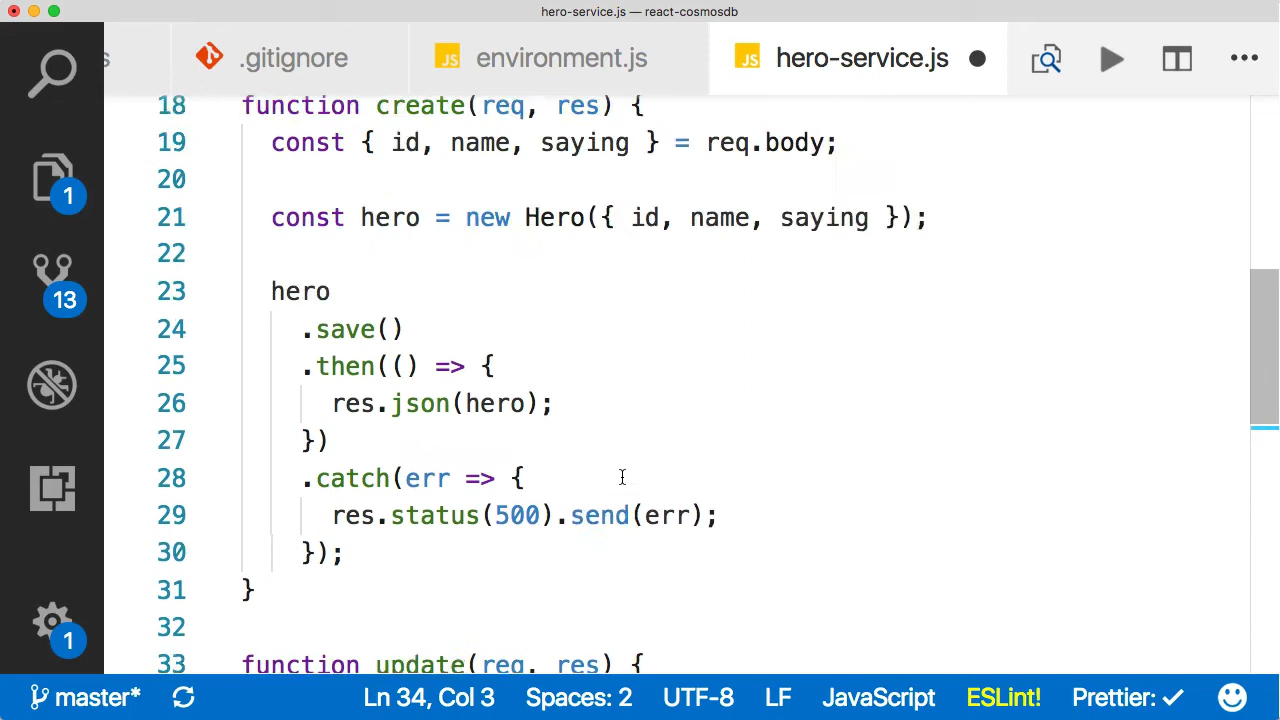 hero-service.js — react-cosmosdb
s
.gitignore
JS environment.js
JS hero-service.js
18 function create(req, res) {
19 const { id, name, saying } = req.body;
20
21 const hero = new Hero({ id, name, saying });
22
23 hero
24 .save()
25 .then(() => {
26 res.json(hero);
27 })
28 .catch(err => {
29 res.status(500).send(err);
30 });
31 }
32
33 function update(req, res) {
1
13
1
master*
Ln 34, Col 3
Spaces: 2
UTF-8
LF
JavaScript
ESLint!
Prettier: ✓